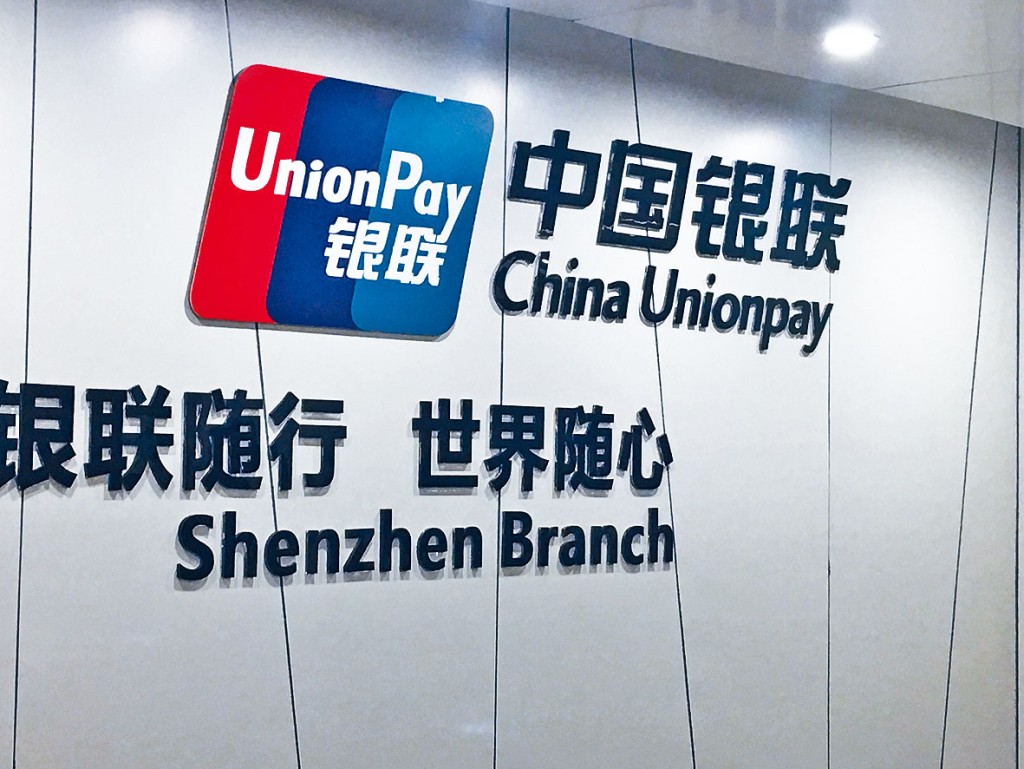 UnionPay
银联
中国银联
China Unionpay
银联随行 世界随心
Shenzhen Branch